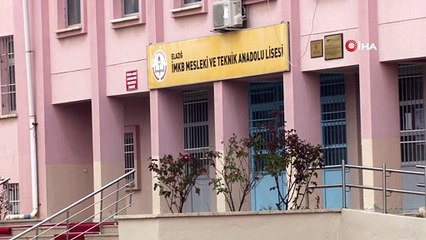 İHA
ELAZIĞ
İMKB MESLEKİ VE TEKNİK ANADOLU LİSESİ